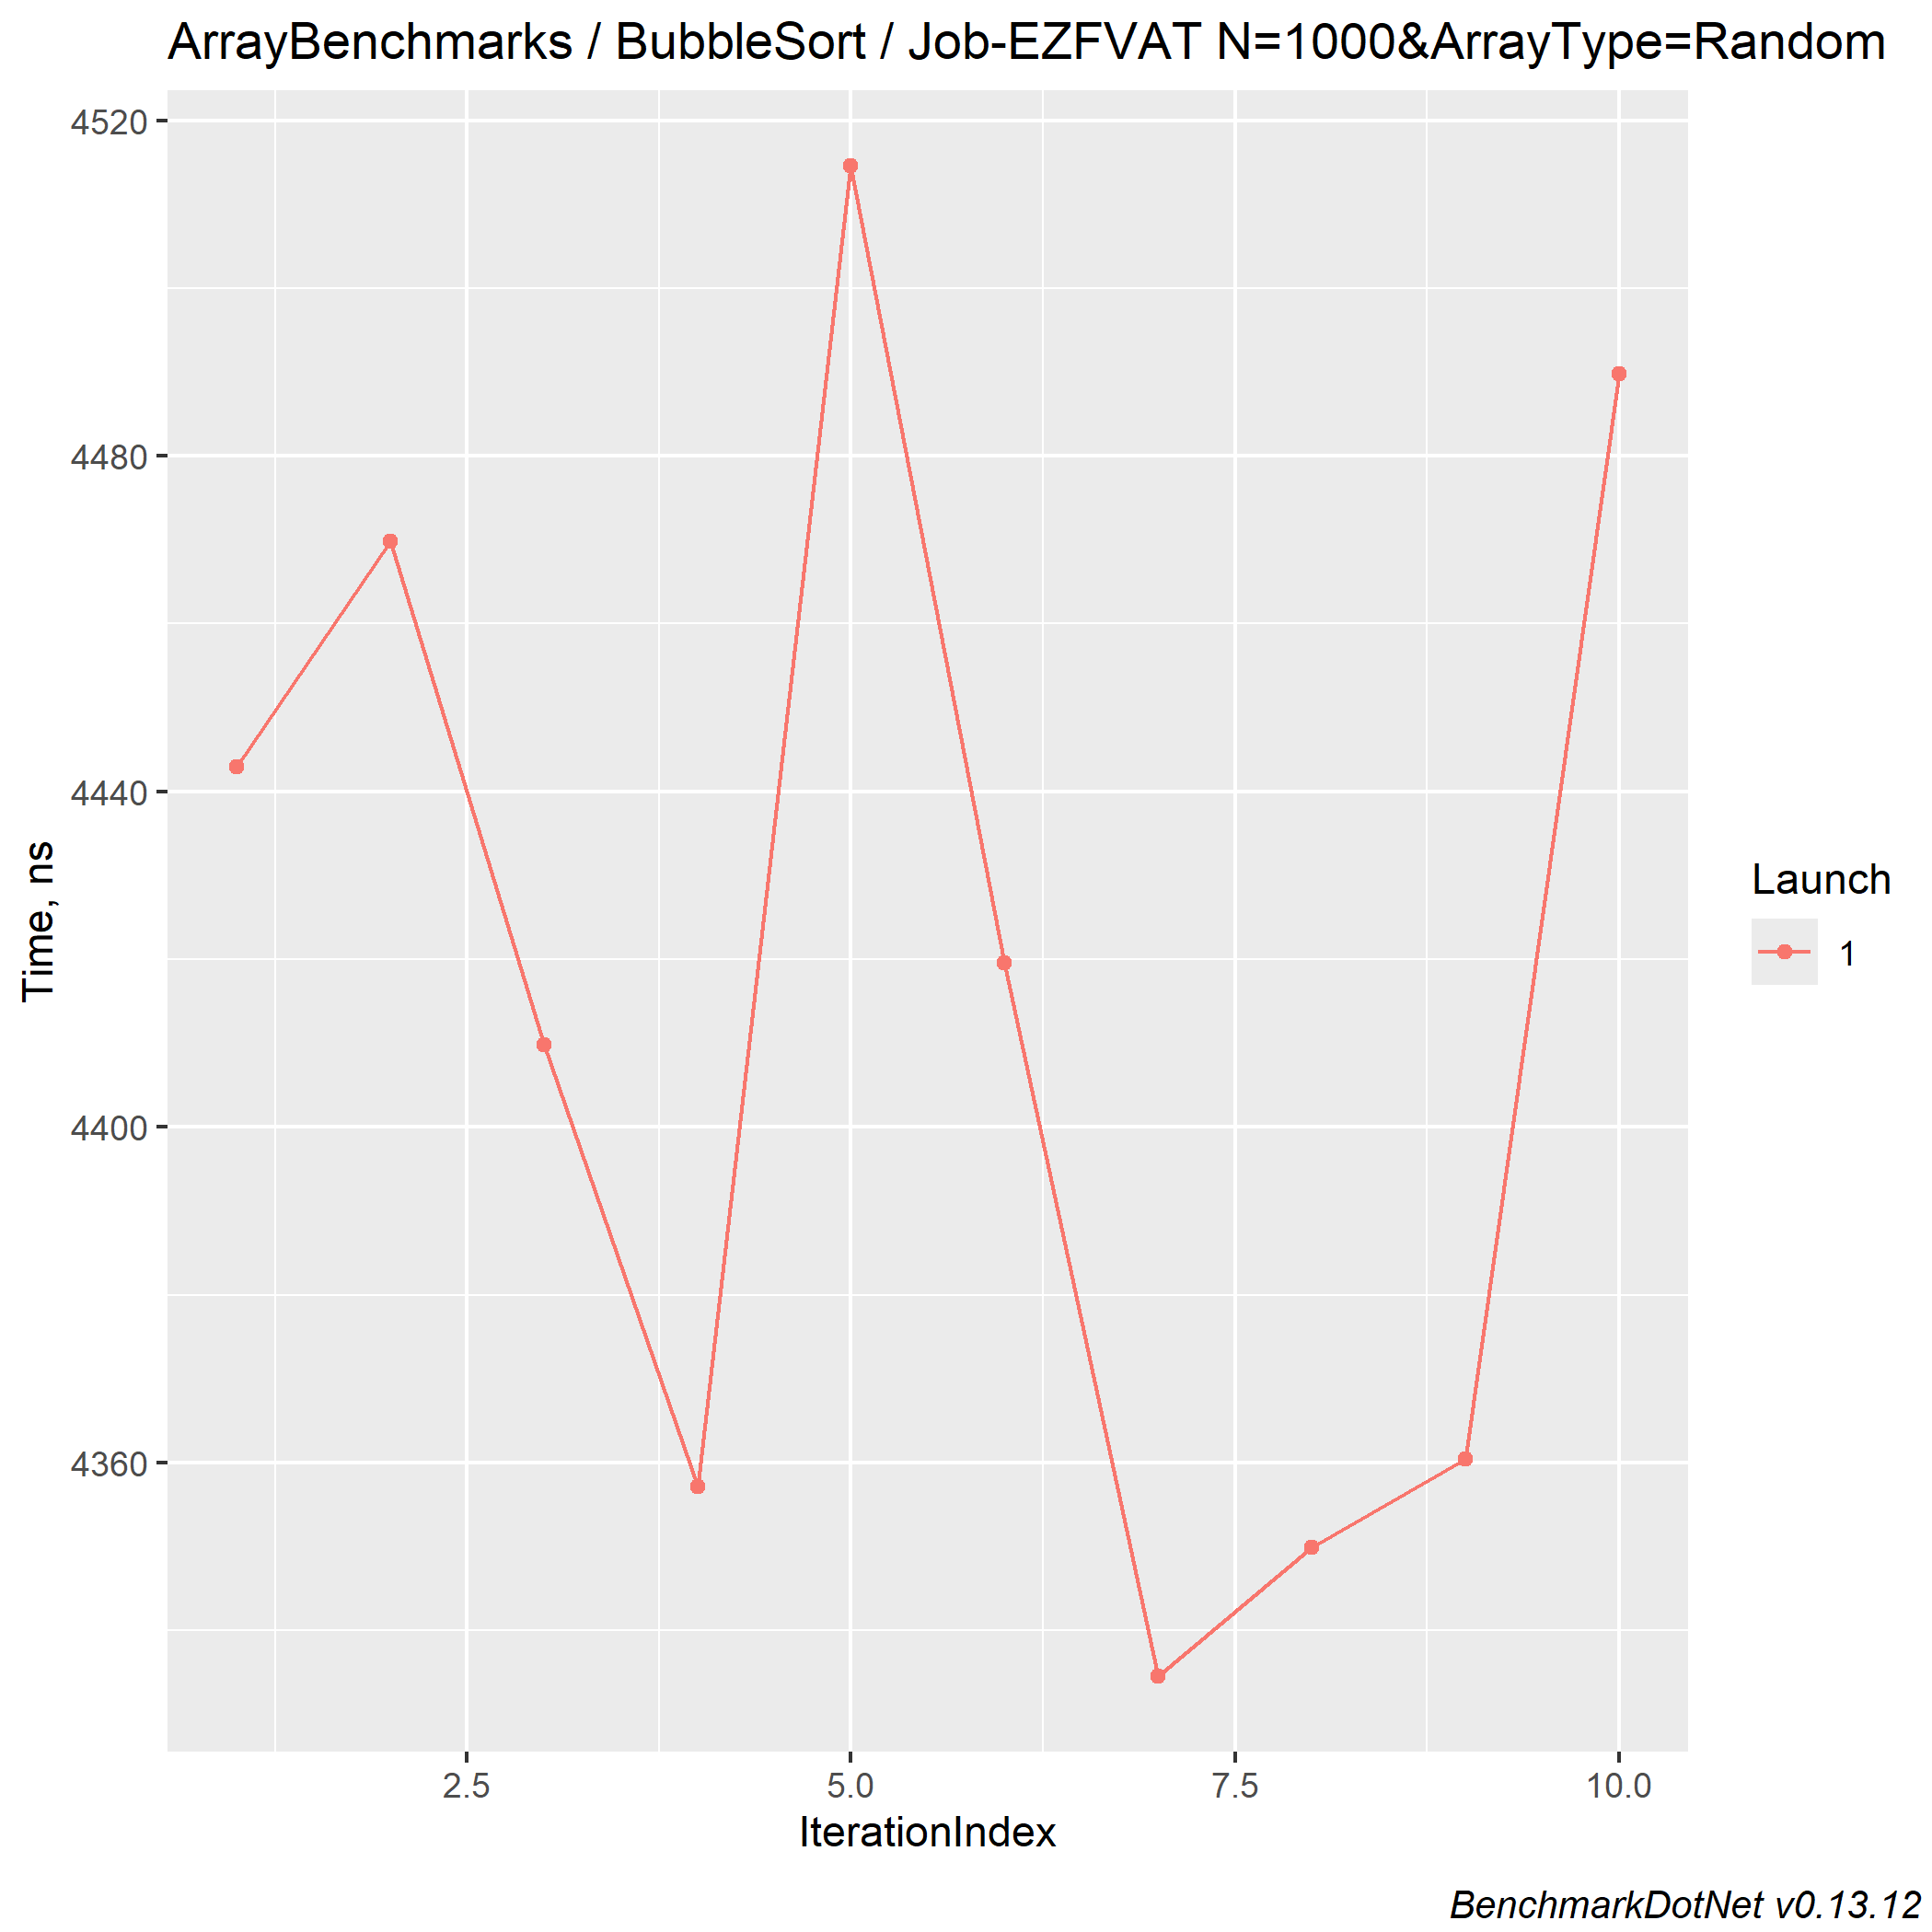 ArrayBenchmarks / BubbleSort / Job-EZFVAT N=1000&ArrayType=Random
4520
4480
4440
4400
4360
Time, ns
2.5 5.0 7.5 10.0
IterationIndex
Launch
1
BenchmarkDotNet v0.13.12